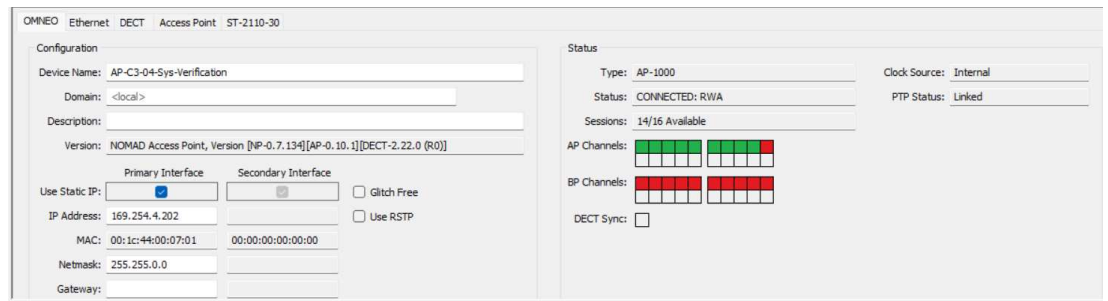 OMNEO Ethernet DECT Access Point ST-2110-30
Configuration
Device Name: AP-C3-04-Sys-Verification
Domain: <local>
Description:
Version: NOMAD Access Point, Version [NP-0.7.134][AP-0.10.1][DECT-2.22.0 (R0)]
Primary Interface Secondary Interface
Use Static IP: Glitch Free
IP Address: 169.254.4.202 Use RSTP
MAC: 00:1c:44:00:07:01 00:00:00:00:00:00
Netmask: 255.255.0.0
Gateway:
Status
Type: AP-1000 Clock Source: Internal
Status: CONNECTED: RWA PTP Status: Linked
Sessions: 14/16 Available
AP Channels:
BP Channels:
DECT Sync: